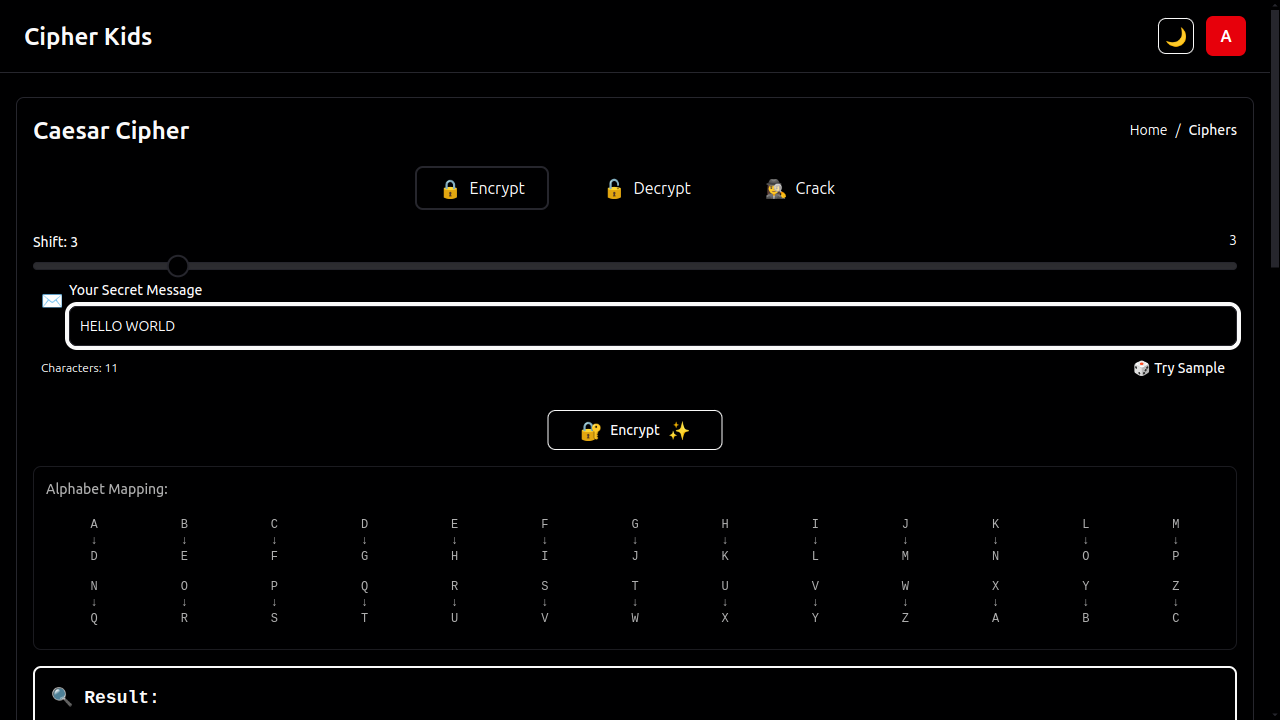 Cipher Kids
🌙 A
Caesar Cipher
Home / Ciphers
🔒 Encrypt 🔓 Decrypt 🕵️ Crack
Shift: 3 3
Your Secret Message
HELLO WORLD
Characters: 11
🎲 Try Sample
🔐 Encrypt ✨
Alphabet Mapping:
A B C D E F G H I J K L M
↓ ↓ ↓ ↓ ↓ ↓ ↓ ↓ ↓ ↓ ↓ ↓ ↓
D E F G H I J K L M N O P
N O P Q R S T U V W X Y Z
↓ ↓ ↓ ↓ ↓ ↓ ↓ ↓ ↓ ↓ ↓ ↓ ↓
Q R S T U V W X Y Z A B C
🔍 Result: